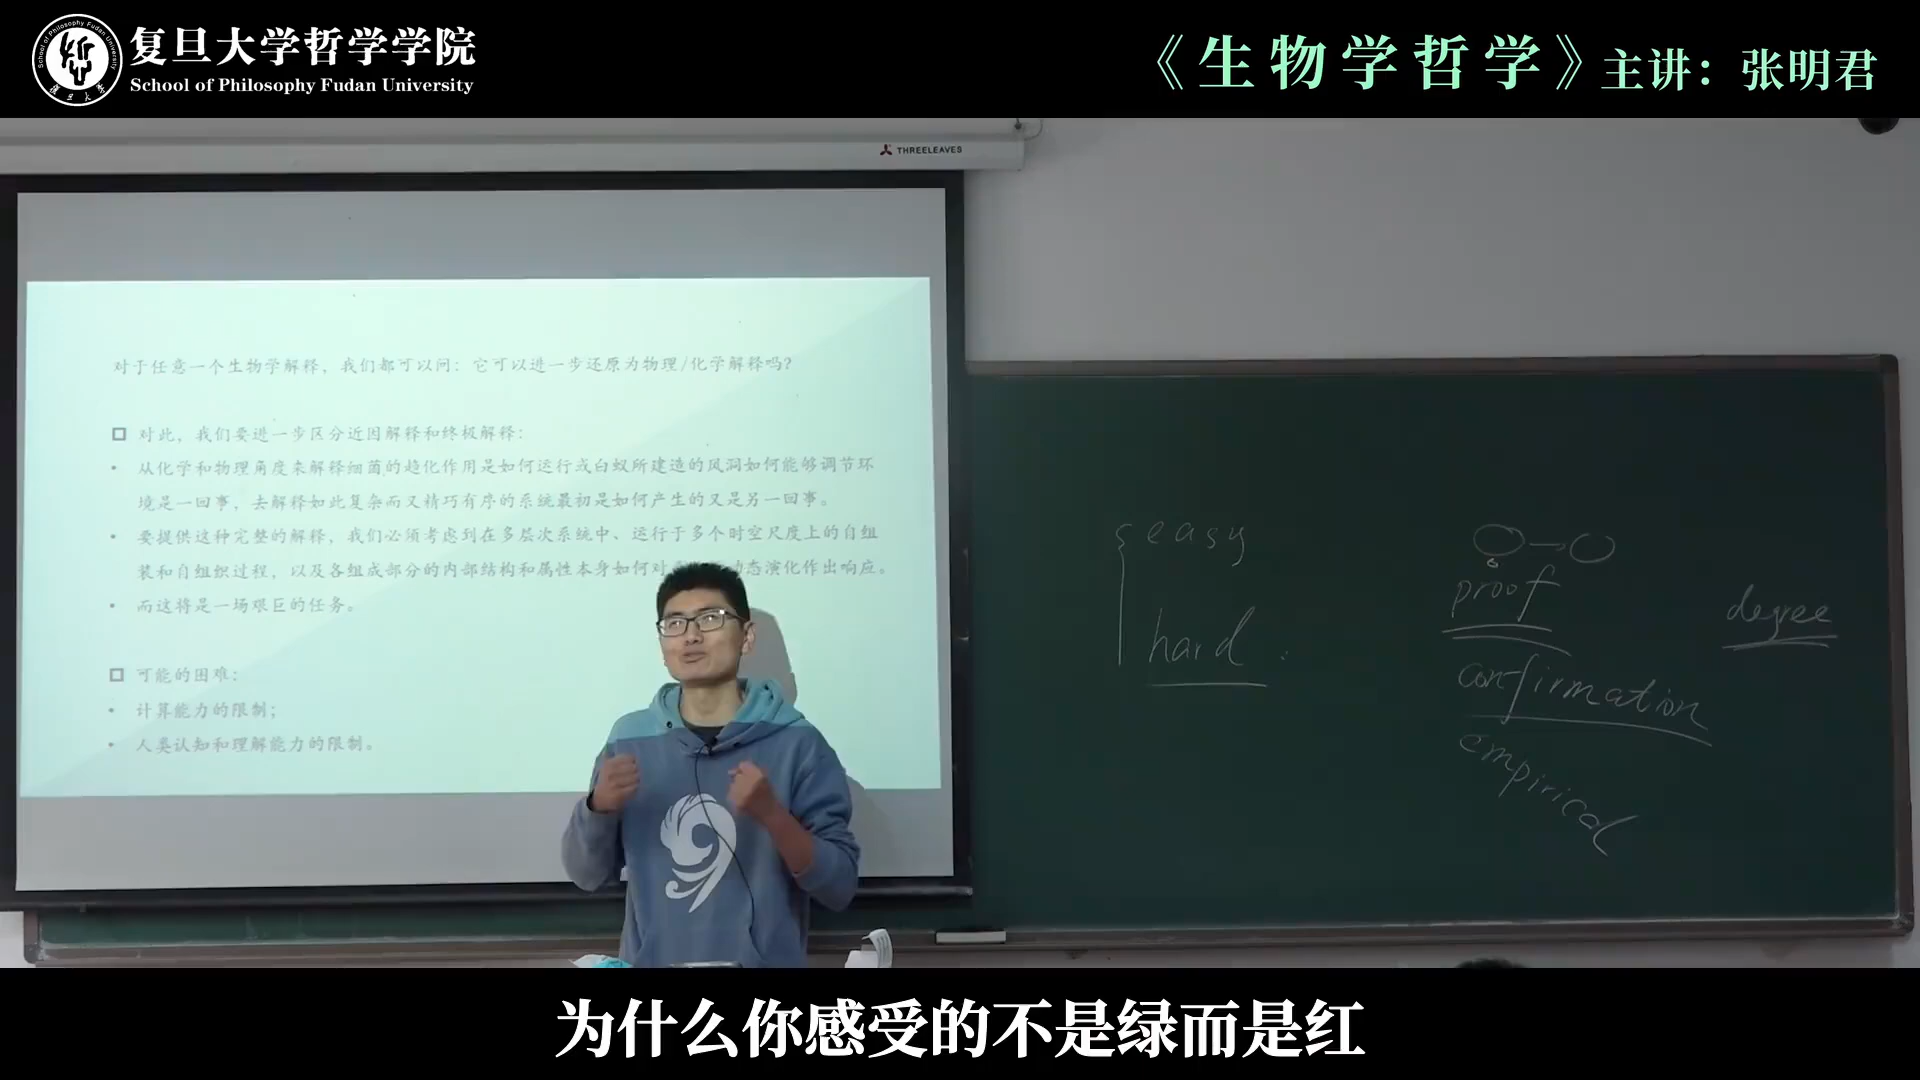 复旦大学哲学学院
School of Philosophy Fudan University
《生物学哲学》主讲：张明君
THREELEAVES
对于任意一个生物学解释，我们都可以问：它可以进一步还原为物理/化学解释吗？
对此，我们要进一步区分近因解释和终极解释：
• 从化学和物理角度来解释细菌的趋化作用是如何运行或白蚁所建造的风洞如何能够调节环
境是一回事，去解释如此复杂而又精巧有序的系统最初是如何产生的又是另一回事。
• 要提供这种完整的解释，我们必须考虑到在多层次系统中、运行于多个时空尺度上的自组
装和自组织过程，以及各组成部分的内部结构和属性本身如何对 动态演化作出响应。
• 而这将是一场艰巨的任务。
可能的困难：
• 计算能力的限制；
• 人类认知和理解能力的限制。
easy
hard
proof
degree
confirmation
empirical
为什么你感受的不是绿而是红